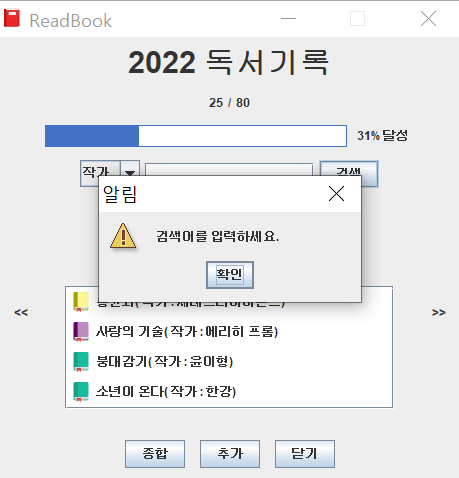 ReadBook
2022 독서기록
25 / 80
31% 달성
작가
검색
알림
검색어를 입력하세요.
확인
<<
>>
사랑의 기술(작가:에리히 프롬)
붕대감기(작가:윤이형)
소년이 온다(작가:한강)
종합 추가 닫기